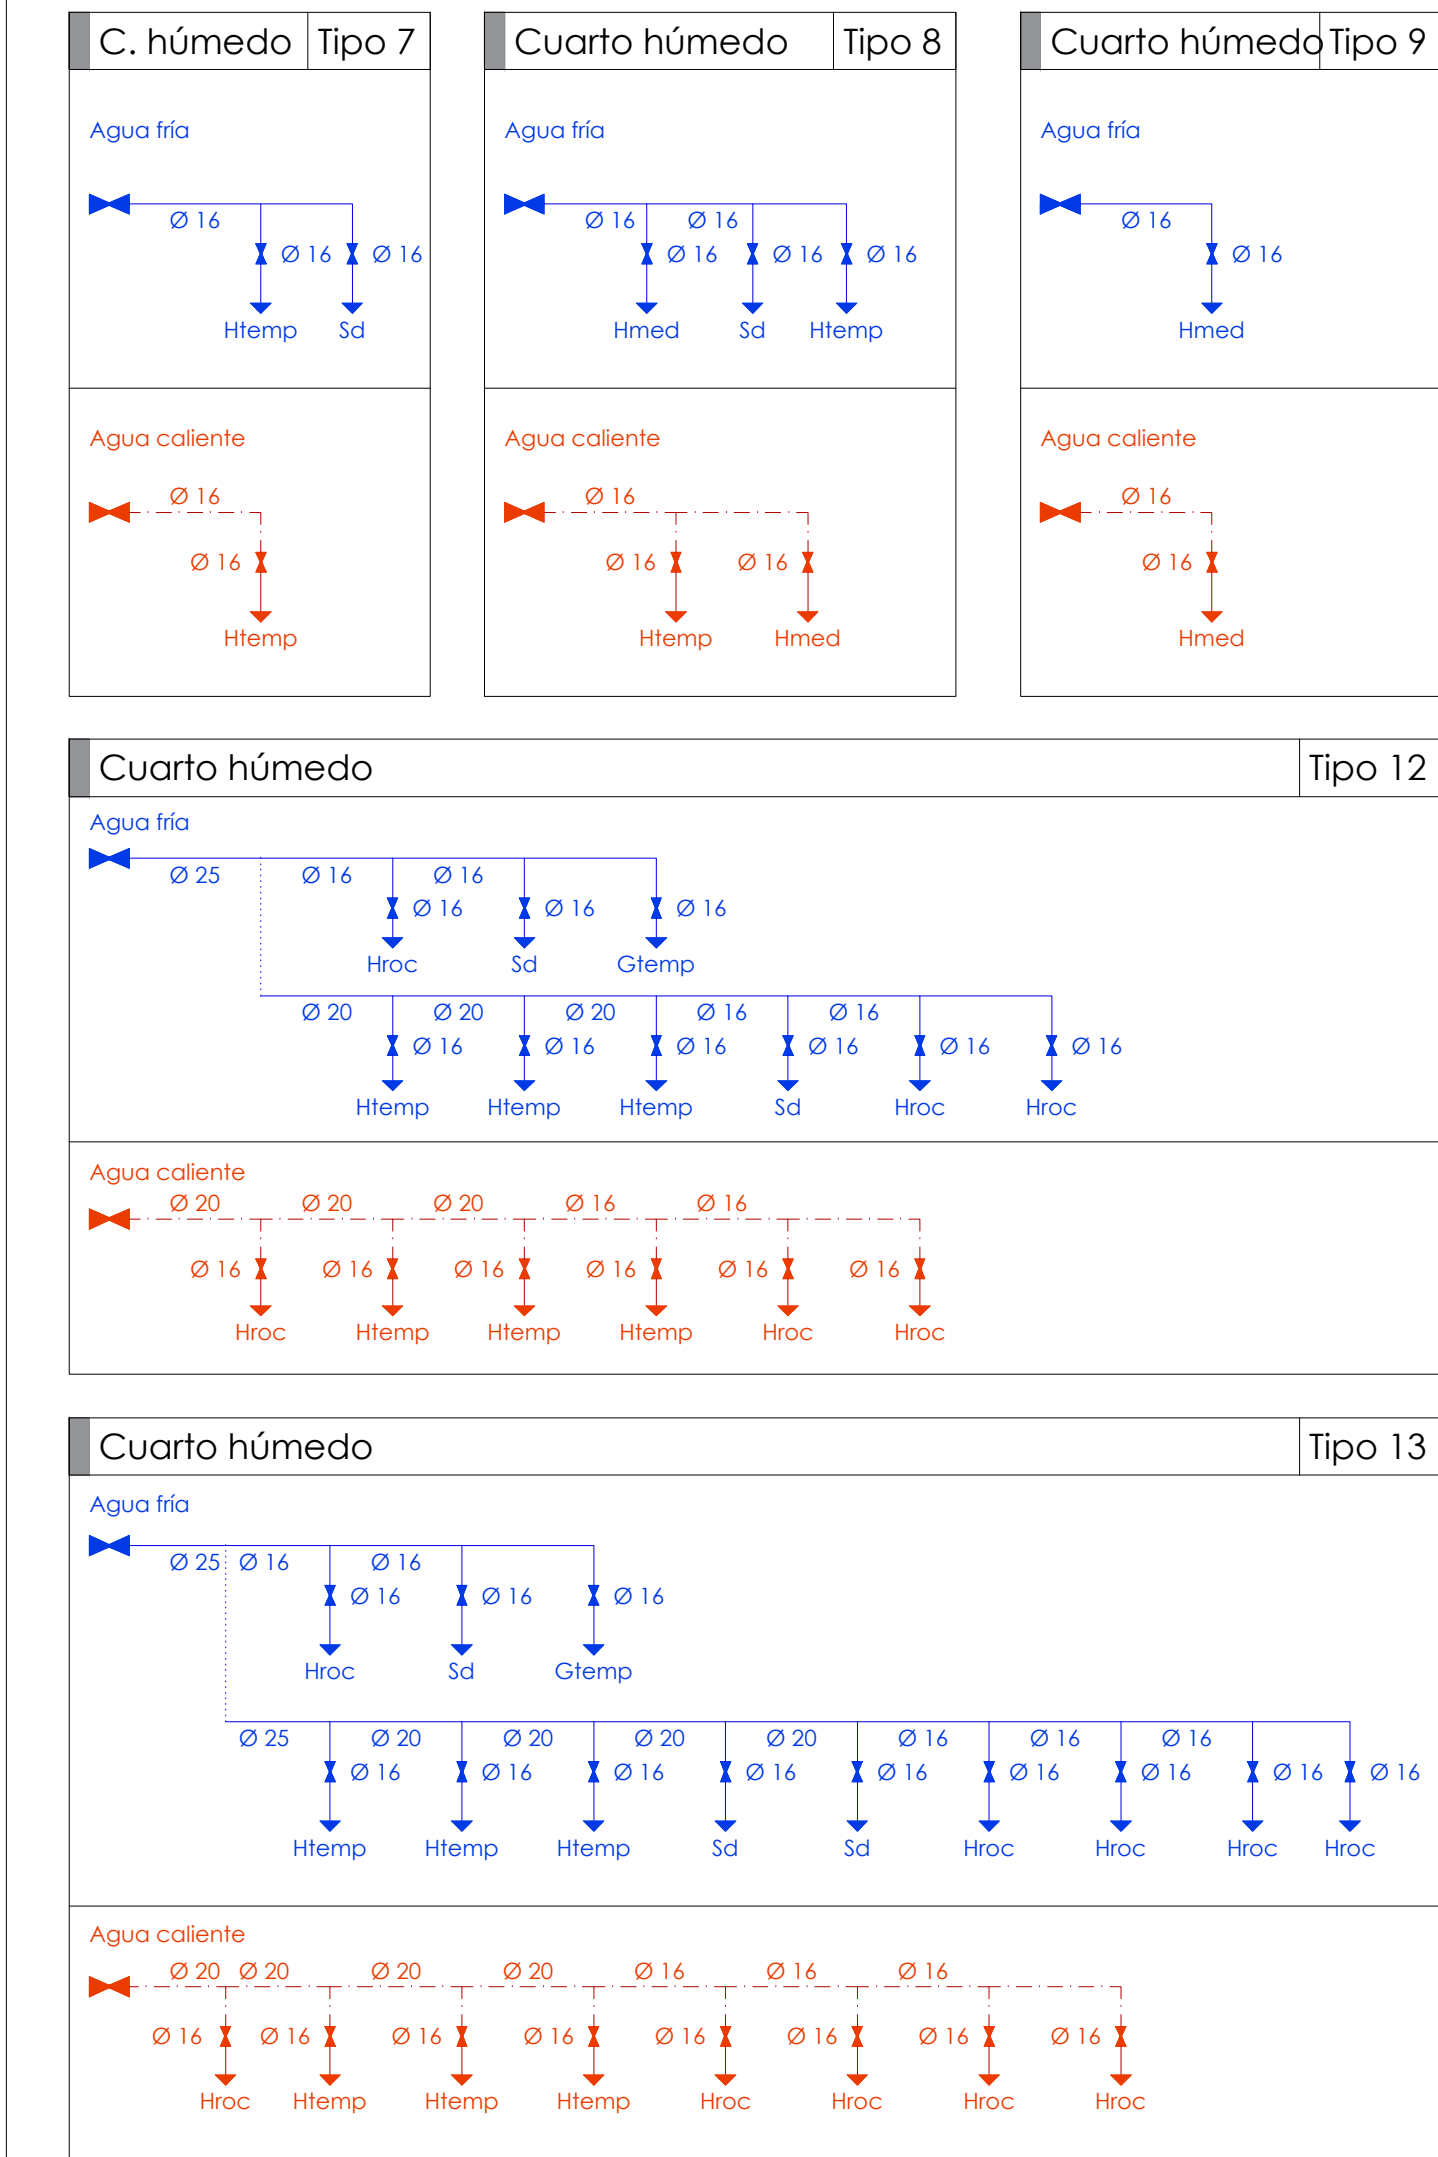 C. húmedo Tipo 7
Agua fría
Ø 16
Ø 16 Ø 16
Htemp Sd
Agua caliente
Ø 16
Ø 16
Htemp
Cuarto húmedo Tipo 8
Agua fría
Ø 16 Ø 16
Ø 16 Ø 16 Ø 16
Hmed Sd Htemp
Agua caliente
Ø 16
Ø 16 Ø 16
Htemp Hmed
Cuarto húmedo Tipo 9
Agua fría
Ø 16
Ø 16
Hmed
Agua caliente
Ø 16
Ø 16
Hmed
Cuarto húmedo Tipo 12
Agua fría
Ø 25 Ø 16 Ø 16
Ø 16 Ø 16 Ø 16
Hroc Sd Gtemp
Ø 20 Ø 20 Ø 20 Ø 16 Ø 16
Ø 16 Ø 16 Ø 16 Ø 16 Ø 16 Ø 16
Htemp Htemp Htemp Sd Hroc Hroc
Agua caliente
Ø 20 Ø 20 Ø 20 Ø 16 Ø 16
Ø 16 Ø 16 Ø 16 Ø 16 Ø 16 Ø 16
Hroc Htemp Htemp Htemp Hroc Hroc
Cuarto húmedo Tipo 13
Agua fría
Ø 25 Ø 16 Ø 16
Ø 16 Ø 16 Ø 16
Hroc Sd Gtemp
Ø 25 Ø 20 Ø 20 Ø 20 Ø 20 Ø 16 Ø 16 Ø 16
Ø 16 Ø 16 Ø 16 Ø 16 Ø 16 Ø 16 Ø 16 Ø 16 Ø 16
Htemp Htemp Htemp Sd Sd Hroc Hroc Hroc Hroc
Agua caliente
Ø 20 Ø 20 Ø 20 Ø 20 Ø 16 Ø 16 Ø 16
Ø 16 Ø 16 Ø 16 Ø 16 Ø 16 Ø 16 Ø 16 Ø 16
Hroc Htemp Htemp Htemp Hroc Hroc Hroc Hroc